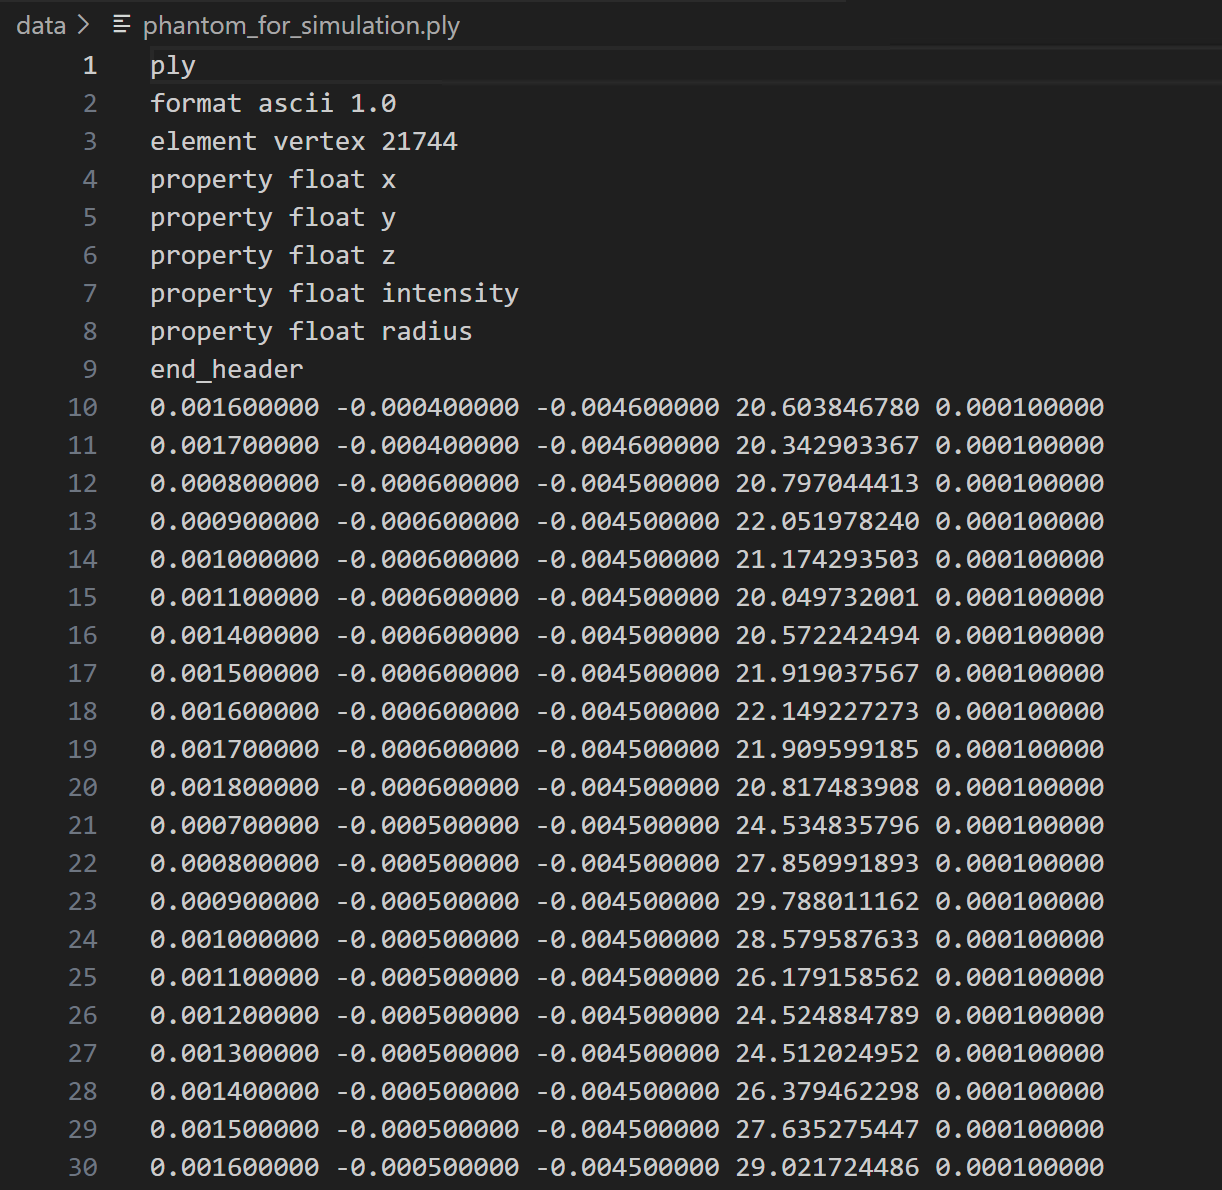 data > phantom_for_simulation.ply
1 ply
2 format ascii 1.0
3 element vertex 21744
4 property float x
5 property float y
6 property float z
7 property float intensity
8 property float radius
9 end_header
10 0.001600000 -0.000400000 -0.004600000 20.603846780 0.000100000
11 0.001700000 -0.000400000 -0.004600000 20.342903367 0.000100000
12 0.000800000 -0.000600000 -0.004500000 20.797044413 0.000100000
13 0.000900000 -0.000600000 -0.004500000 22.051978240 0.000100000
14 0.001000000 -0.000600000 -0.004500000 21.174293503 0.000100000
15 0.001100000 -0.000600000 -0.004500000 20.049732001 0.000100000
16 0.001400000 -0.000600000 -0.004500000 20.572242494 0.000100000
17 0.001500000 -0.000600000 -0.004500000 21.919037567 0.000100000
18 0.001600000 -0.000600000 -0.004500000 22.149227273 0.000100000
19 0.001700000 -0.000600000 -0.004500000 21.909599185 0.000100000
20 0.001800000 -0.000600000 -0.004500000 20.817483908 0.000100000
21 0.000700000 -0.000500000 -0.004500000 24.534835796 0.000100000
22 0.000800000 -0.000500000 -0.004500000 27.850991893 0.000100000
23 0.000900000 -0.000500000 -0.004500000 29.788011162 0.000100000
24 0.001000000 -0.000500000 -0.004500000 28.579587633 0.000100000
25 0.001100000 -0.000500000 -0.004500000 26.179158562 0.000100000
26 0.001200000 -0.000500000 -0.004500000 24.524884789 0.000100000
27 0.001300000 -0.000500000 -0.004500000 24.512024952 0.000100000
28 0.001400000 -0.000500000 -0.004500000 26.379462298 0.000100000
29 0.001500000 -0.000500000 -0.004500000 27.635275447 0.000100000
30 0.001600000 -0.000500000 -0.004500000 29.021724486 0.000100000